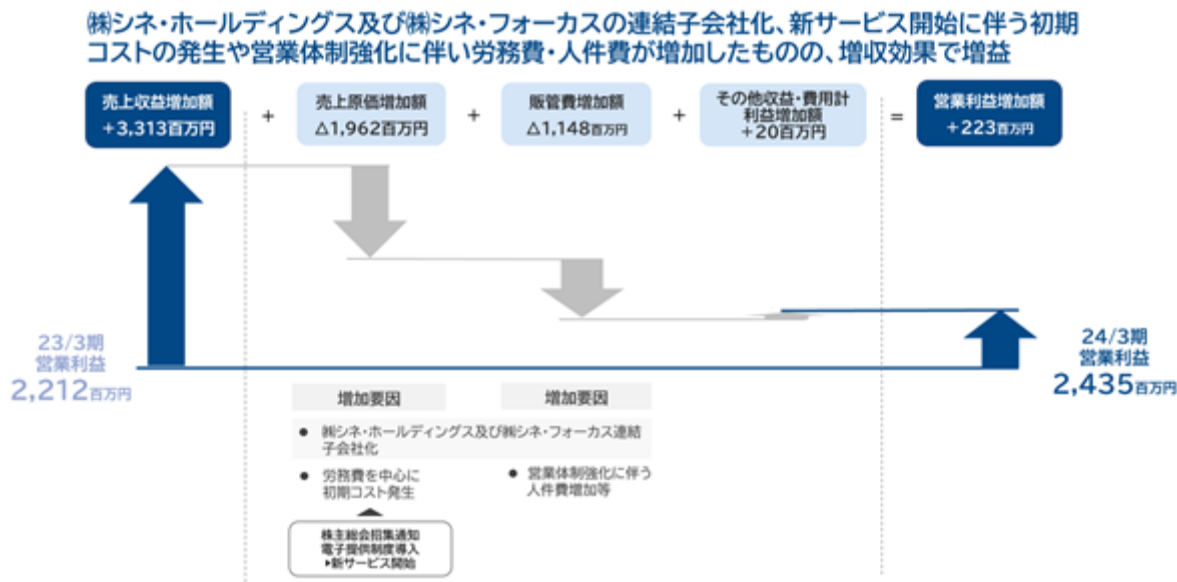 ㈱シネ・ホールディングス及び㈱シネ・フォーカスの連結子会社化、新サービス開始に伴う初期
コストの発生や営業体制強化に伴い労務費・人件費が増加したものの、増収効果で増益
売上収益増加額
+3,313百万円
+
売上原価増加額
△1,962百万円
+
販管費増加額
△1,148百万円
+
その他収益・費用計
利益増加額
+20百万円
=
営業利益増加額
+223百万円
23/3期
営業利益
2,212百万円
24/3期
営業利益
2,435百万円
増加要因
増加要因
● ㈱シネ・ホールディングス及び㈱シネ・フォーカス連結
子会社化
● 労務費を中心に
初期コスト発生
● 営業体制強化に伴う
人件費増加等
株主総会招集通知
電子提供制度導入
▶新サービス開始